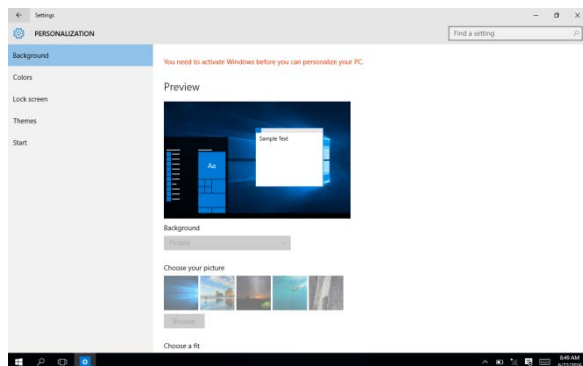 Settings
PERSONALIZATION
Find a setting
Background
Colors
Lock screen
Themes
Start
You need to activate Windows before you can personalize your PC.
Preview
Sample Text
Aa
Background
Picture
Choose your picture
Browse
Choose a fit
8:49 AM